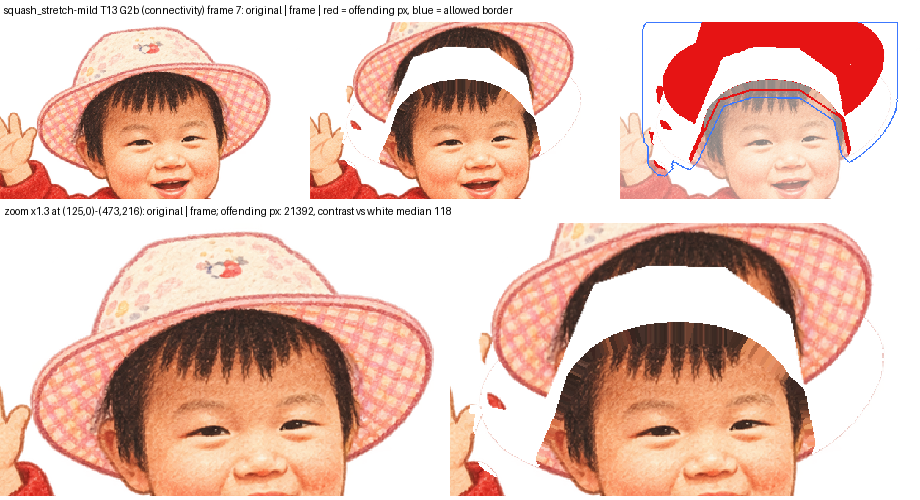 squash_stretch-mild T13 G2b (connectivity) frame 7: original | frame | red = offending px, blue = allowed border
zoom x1.3 at (125,0)-(473,216): original | frame; offending px: 21392, contrast vs white median 118